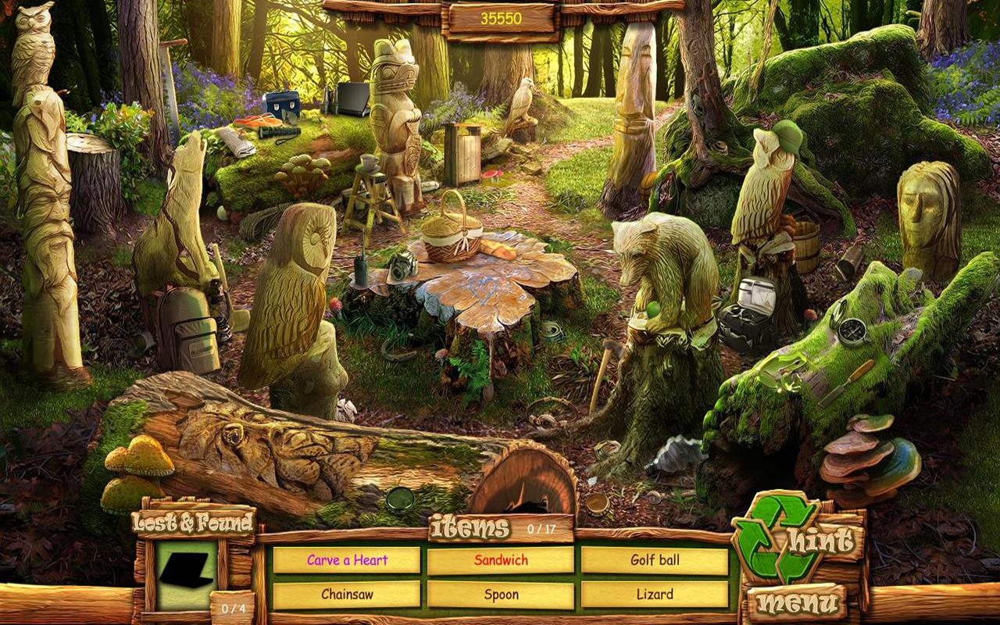 35550
Lost & Found
items 0 / 17
Carve a Heart Sandwich Golf ball
Chainsaw Spoon Lizard
0 / 4
hint
menu